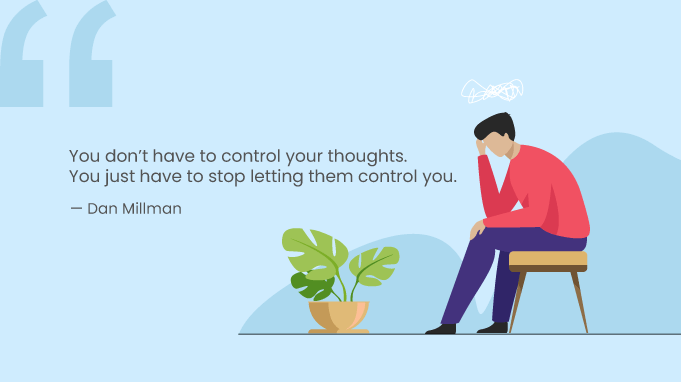 You don’t have to control your thoughts.
You just have to stop letting them control you.
— Dan Millman